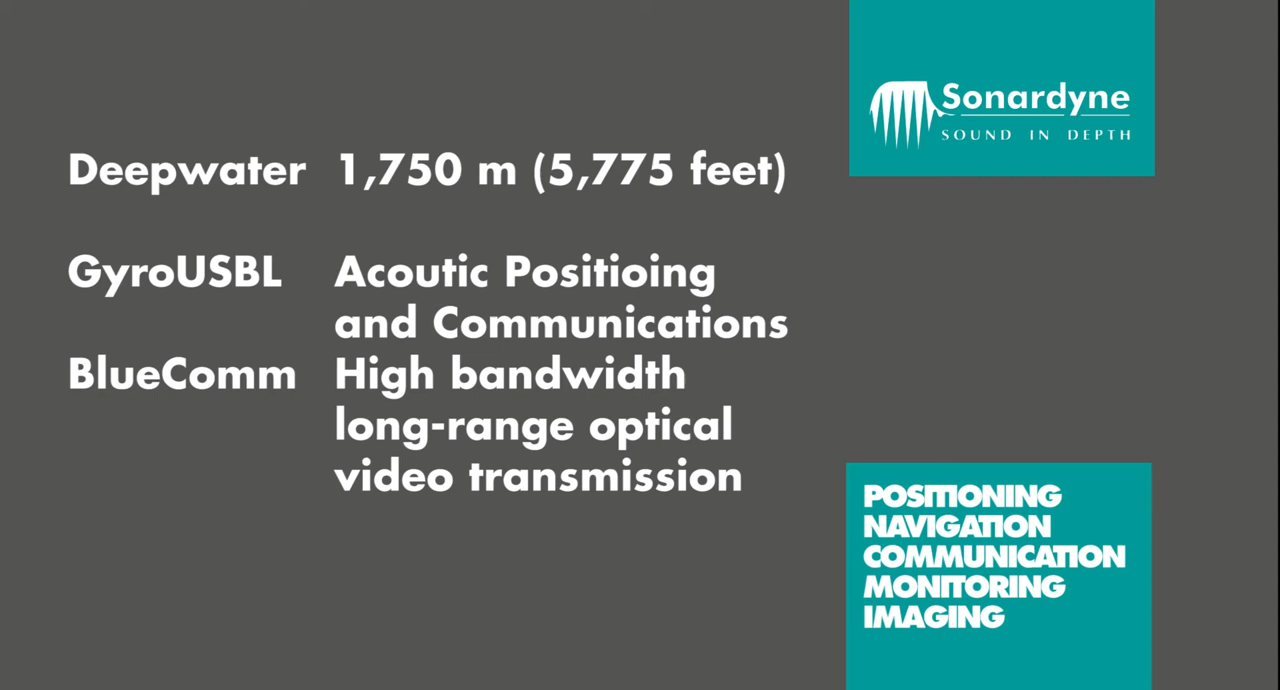 Sonardyne
SOUND IN DEPTH
Deepwater 1,750 m (5,775 feet)
GyroUSBL Acoutic Positioing
and Communications
BlueComm High bandwidth
long-range optical
video transmission
POSITIONING
NAVIGATION
COMMUNICATION
MONITORING
IMAGING